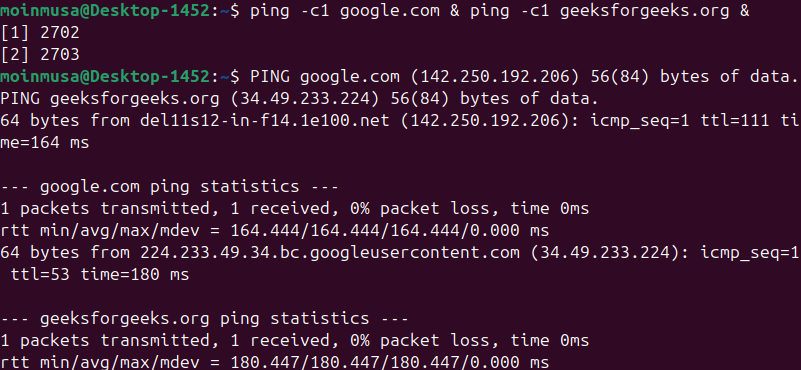 moinmusa@Desktop-1452:~$ ping -c1 google.com & ping -c1 geeksforgeeks.org &
[1] 2702
[2] 2703
moinmusa@Desktop-1452:~$ PING google.com (142.250.192.206) 56(84) bytes of data.
PING geeksforgeeks.org (34.49.233.224) 56(84) bytes of data.
64 bytes from del11s12-in-f14.1e100.net (142.250.192.206): icmp_seq=1 ttl=111 ti
me=164 ms
--- google.com ping statistics ---
1 packets transmitted, 1 received, 0% packet loss, time 0ms
rtt min/avg/max/mdev = 164.444/164.444/164.444/0.000 ms
64 bytes from 224.233.49.34.bc.googleusercontent.com (34.49.233.224): icmp_seq=1
ttl=53 time=180 ms
--- geeksforgeeks.org ping statistics ---
1 packets transmitted, 1 received, 0% packet loss, time 0ms
rtt min/avg/max/mdev = 180.447/180.447/180.447/0.000 ms